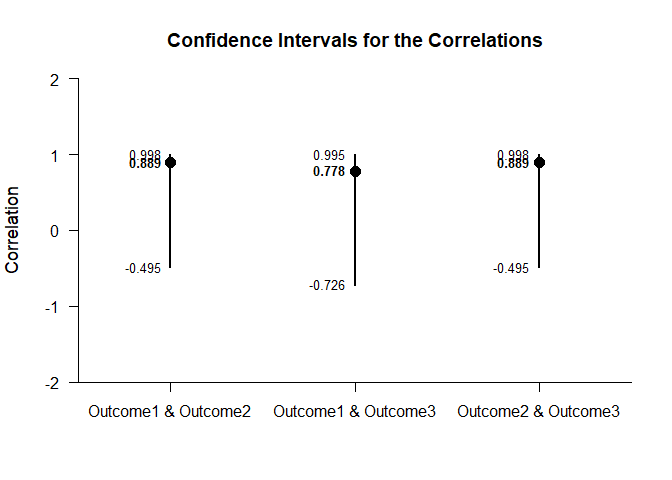 Confidence Intervals for the Correlations
Correlation
2
1
0
-1
-2
0.998
0.889
-0.495
0.995
0.778
-0.726
0.998
0.889
-0.495
Outcome1 & Outcome2
Outcome1 & Outcome3
Outcome2 & Outcome3